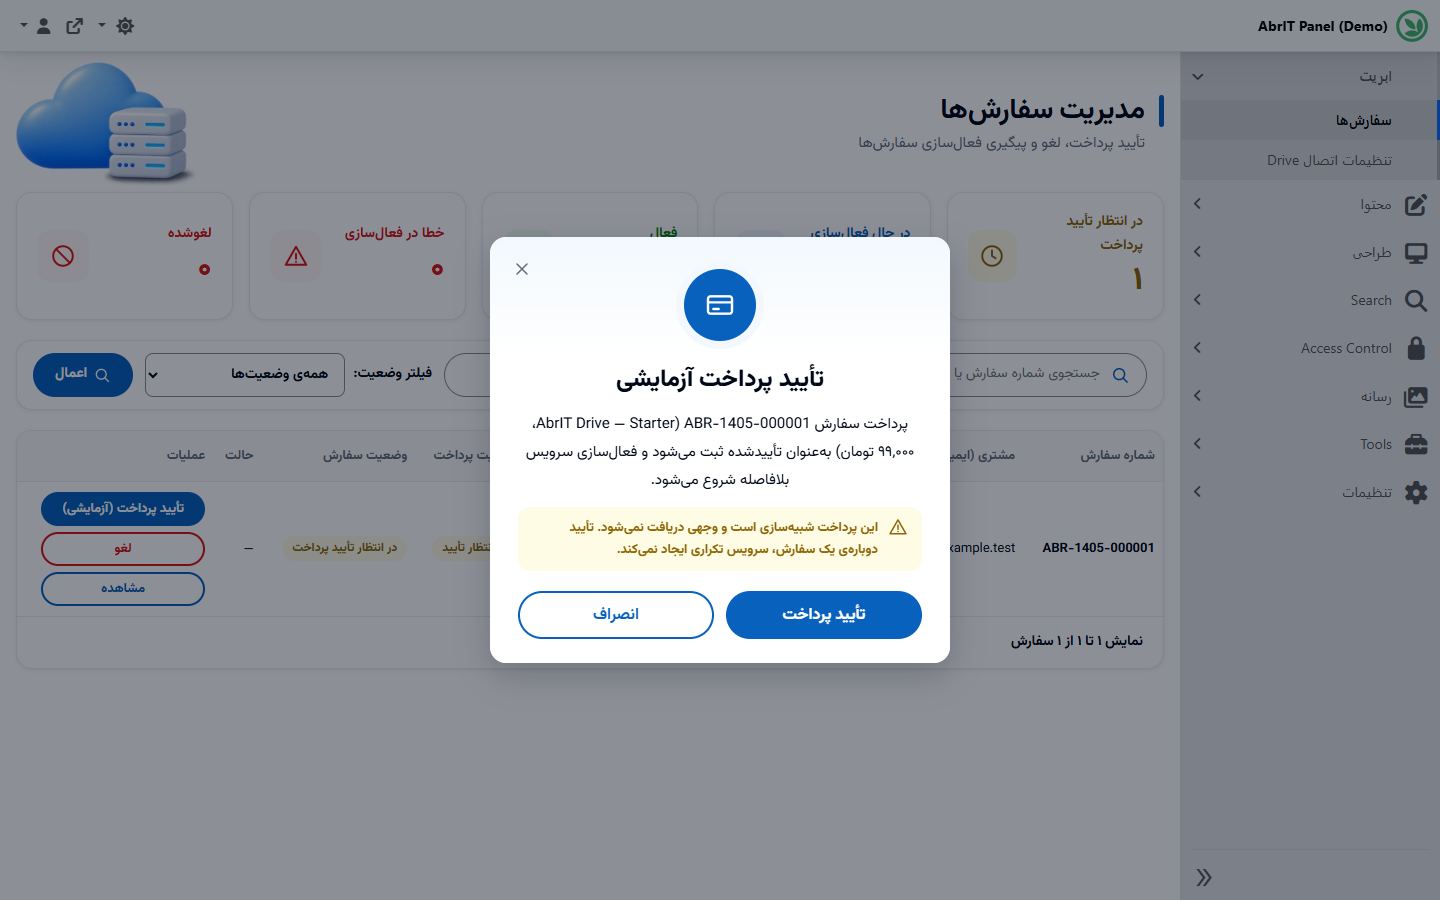 AbrIT Panel (Demo)
ابریت
سفارش‌ها
تنظیمات اتصال Drive
محتوا
طراحی
Search
Access Control
رسانه
Tools
تنظیمات
مدیریت سفارش‌ها
تأیید پرداخت، لغو و پیگیری فعال‌سازی سفارش‌ها
در انتظار تأیید
پرداخت
۱
در حال فعال‌سازی
فعال
خطا در فعال‌سازی
۰
لغوشده
۰
جستجوی شماره سفارش یا
فیلتر وضعیت:
همه‌ی وضعیت‌ها
اعمال
شماره سفارش
مشتری
وضعیت سفارش
حالت
عملیات
ABR-1405-000001
در انتظار تأیید پرداخت
—
تأیید پرداخت (آزمایشی)
لغو
مشاهده
نمایش ۱ تا ۱ از ۱ سفارش
تأیید پرداخت آزمایشی
پرداخت سفارش ABR-1405-000001 (AbrIT Drive — Starter،
۹۹,۰۰۰ تومان) به‌عنوان تأییدشده ثبت می‌شود و فعال‌سازی سرویس
بلافاصله شروع می‌شود.
این پرداخت شبیه‌سازی است و وجهی دریافت نمی‌شود. تأیید
دوباره‌ی یک سفارش، سرویس تکراری ایجاد نمی‌کند.
تأیید پرداخت
انصراف